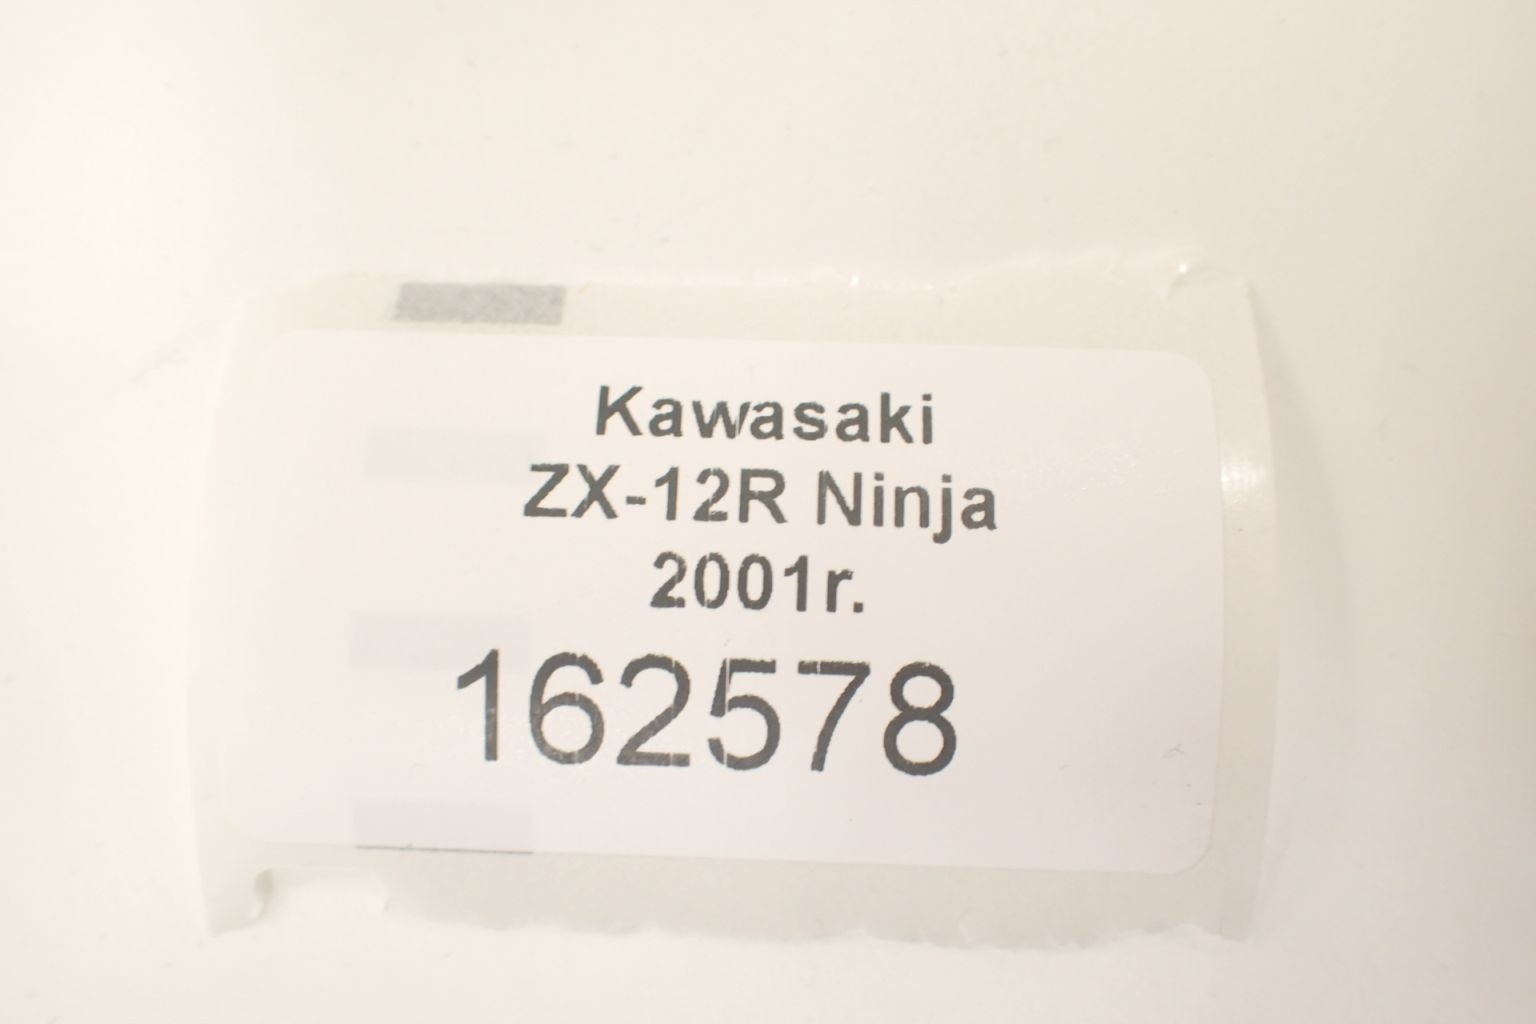 Kawasaki
ZX-12R Ninja
2001r.
162578